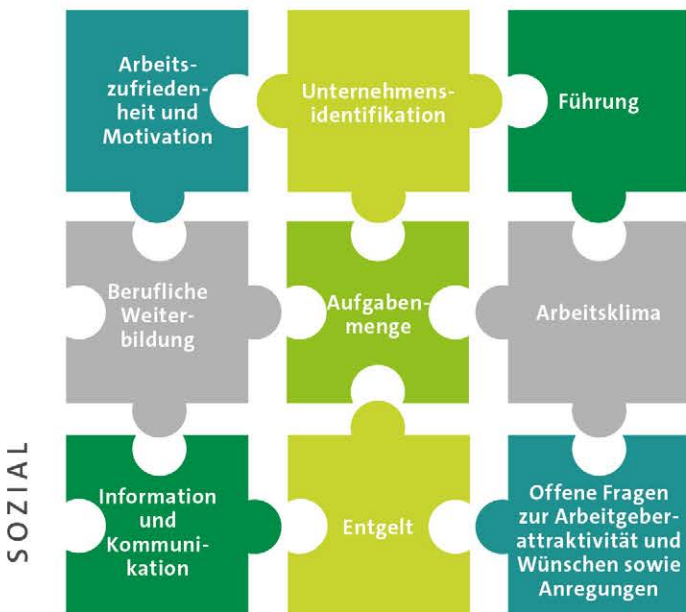 Arbeits-
zufrieden-
heit und
Motivation
Unternehmens-
identifikation
Führung
Berufliche
Weiter-
bildung
Aufgaben-
menge
Arbeitsklima
Information
und
Kommuni-
kation
Entgelt
Offene Fragen
zur Arbeitgeber-
attraktivität und
Wünschen sowie
Anregungen
SOZIAL